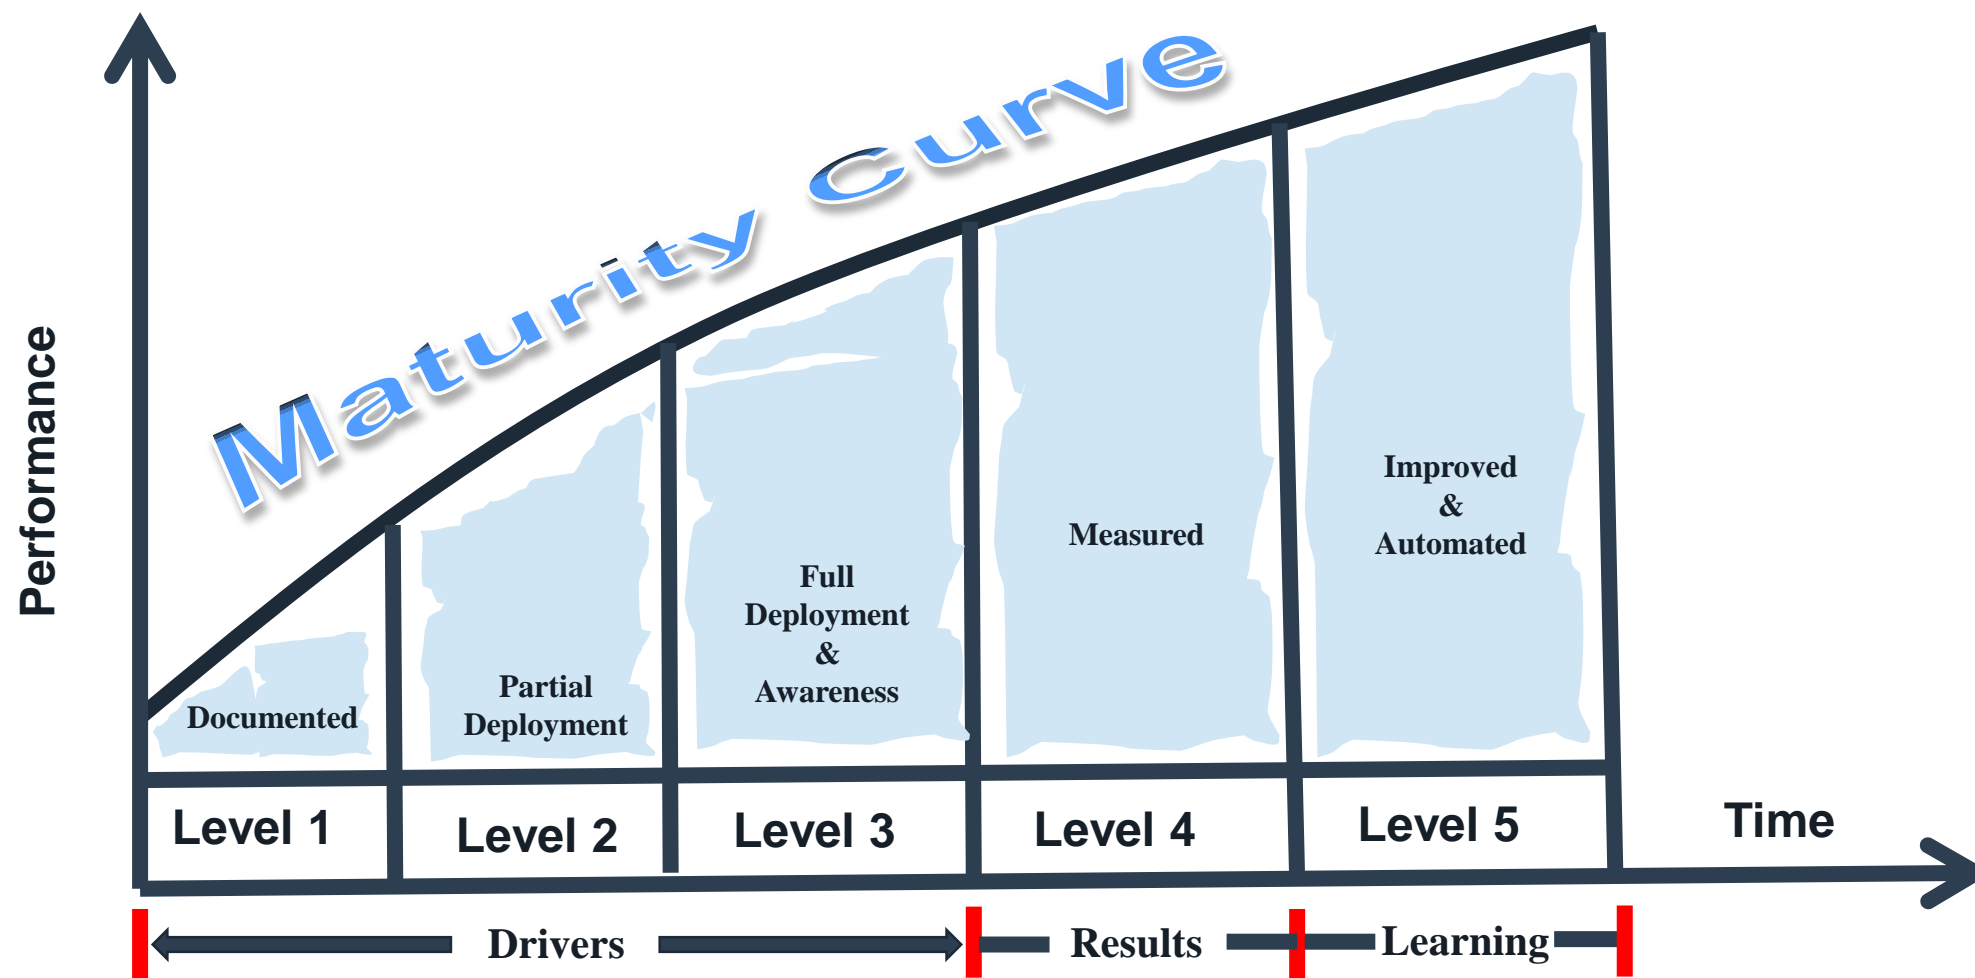 Maturity Curve
Performance
Documented
Partial
Deployment
Full
Deployment
&
Awareness
Measured
Improved
&
Automated
Level 1
Level 2
Level 3
Level 4
Level 5
Time
Drivers
Results
Learning